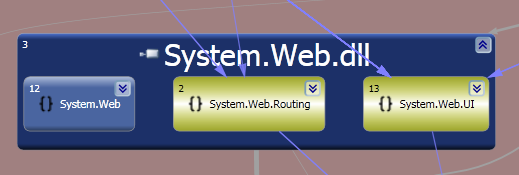 3
System.Web.dll
12
{} System.Web
2
{} System.Web.Routing
13
{} System.Web.UI